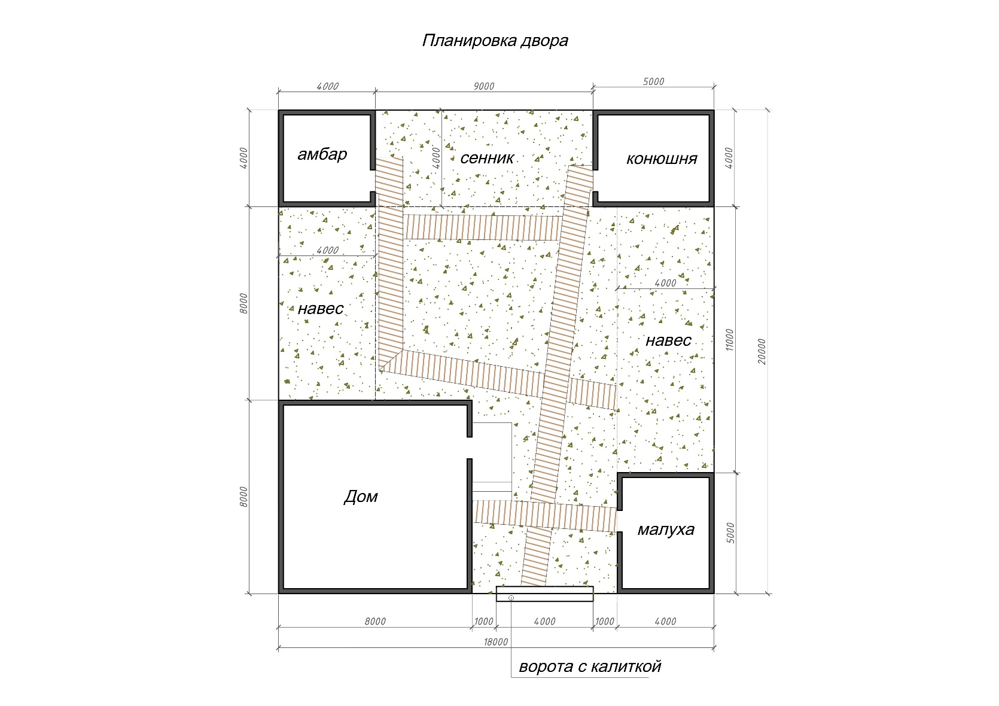 Планировка двора
4000
9000
5000
4000
амбар
4000
сенник
конюшня
4000
4000
4000
8000
навес
навес
11000
20000
8000
Дом
малуха
5000
8000
1000
4000
1000
4000
18000
ворота с калиткой